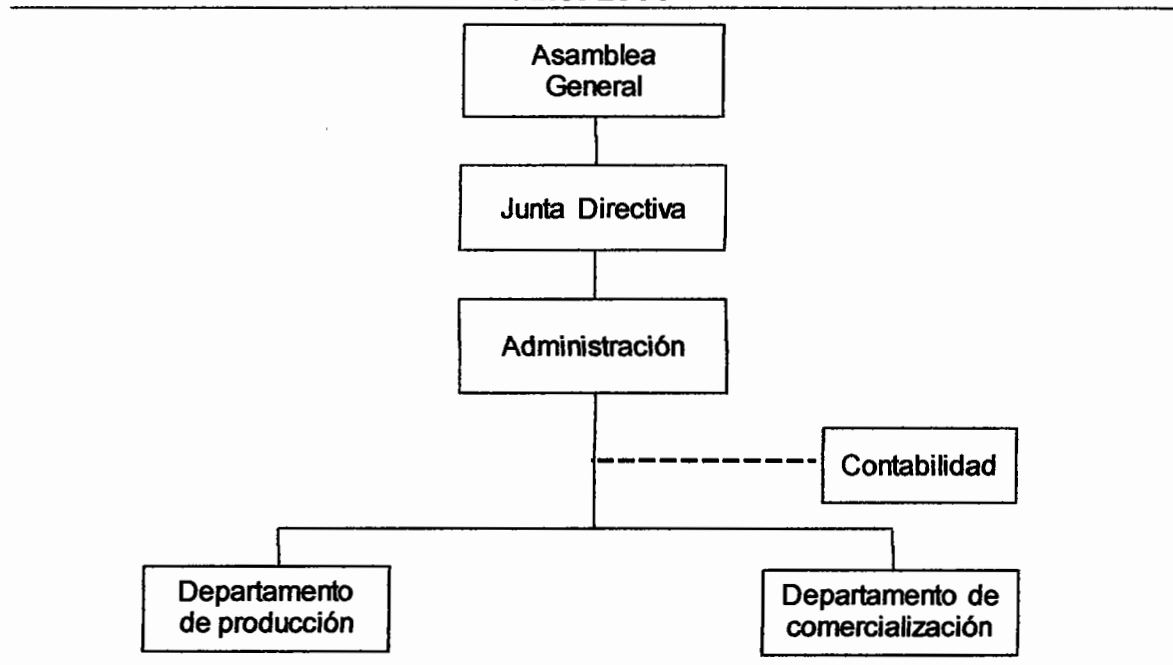 Asamblea
General
Junta Directiva
Administración
Contabilidad
Departamento
de producción
Departamento de
comercialización